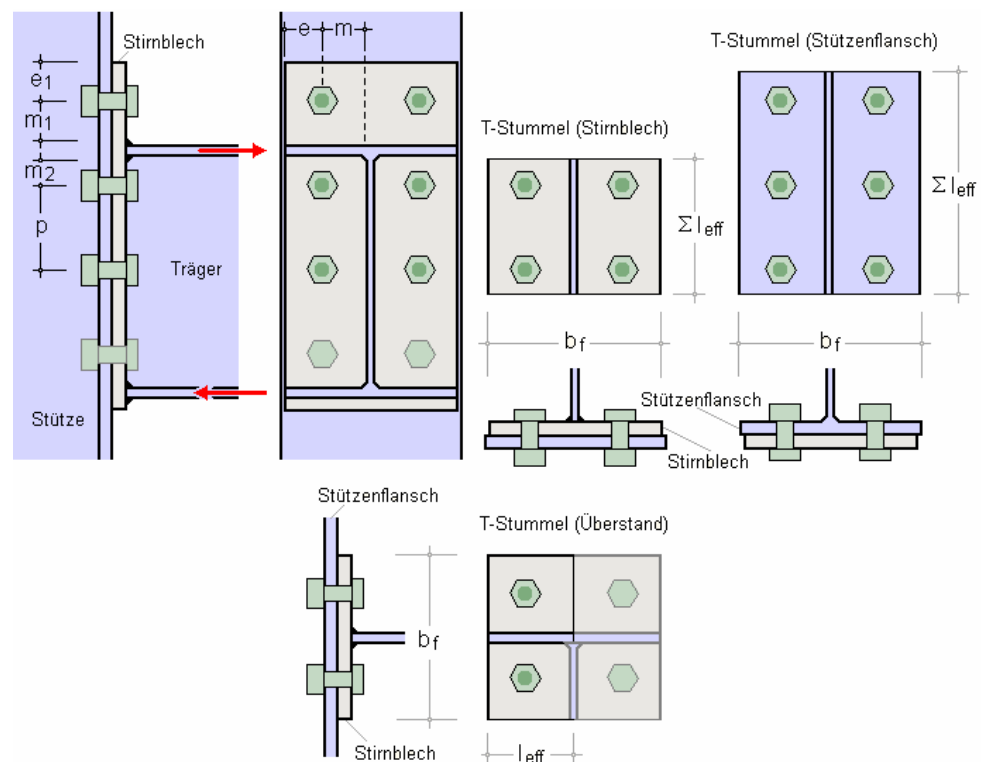 Stirnblech
e
m
T-Stummel (Stützenflansch)
e1
m1
m2
p
T-Stummel (Stirnblech)
Σ leff
Σ leff
Träger
Stütze
bf
bf
Stützenflansch
Stirnblech
Stützenflansch
T-Stummel (Überstand)
bf
Stirnblech
leff